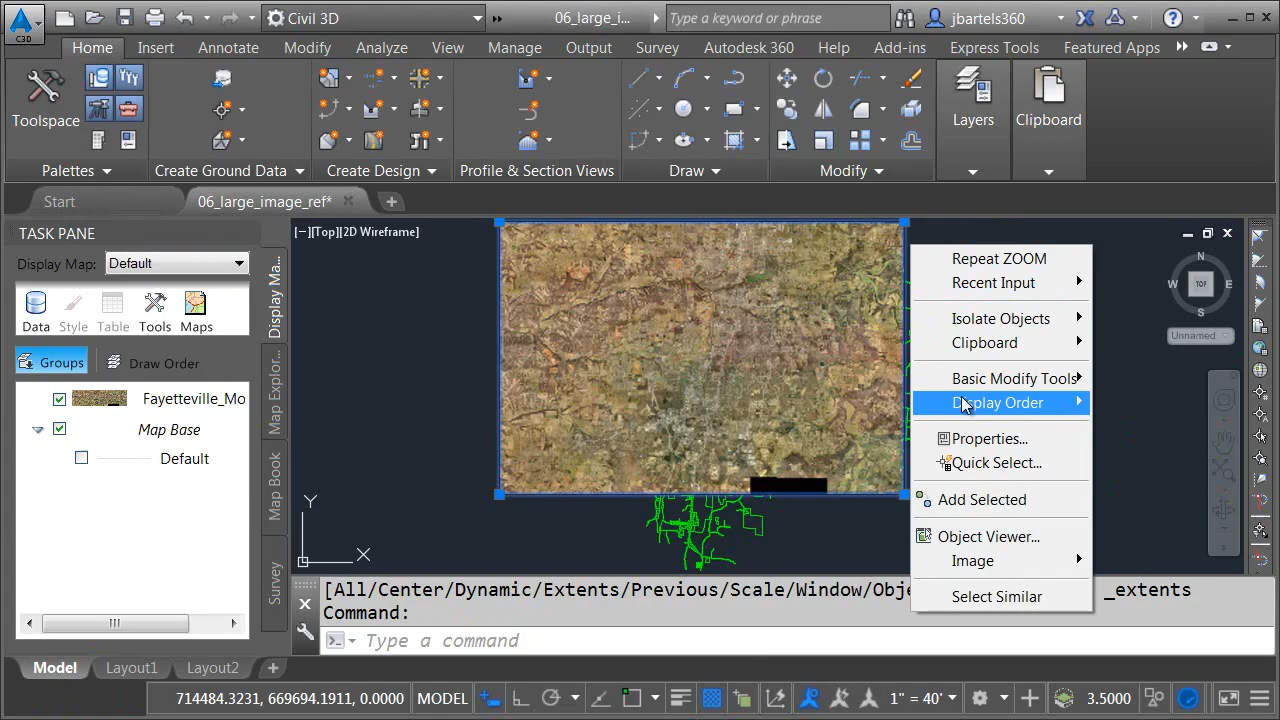 C3D
Civil 3D
06_large_i...
Type a keyword or phrase
jbartels360
Home
Insert
Annotate
Modify
Analyze
View
Manage
Output
Survey
Autodesk 360
Help
Add-ins
Express Tools
Featured Apps
Toolspace
Layers
Clipboard
Palettes
Create Ground Data
Create Design
Profile & Section Views
Draw
Modify
Start
06_large_image_ref*
TASK PANE
Display Map:
Default
Data
Style
Table
Tools
Maps
Groups
Draw Order
Fayetteville_Mo
Map Base
Default
Display Ma...
Map Explor...
Map Book
Survey
[−][Top][2D Wireframe]
Y
X
N
W
TOP
E
S
Unnamed
Repeat ZOOM
Recent Input
Isolate Objects
Clipboard
Basic Modify Tools
Display Order
Properties...
Quick Select...
Add Selected
Object Viewer...
Image
Select Similar
[All/Center/Dynamic/Extents/Previous/Scale/Window/Obje
_extents
Command:
Type a command
Model
Layout1
Layout2
714484.3231, 669694.1911, 0.0000
MODEL
1" = 40'
3.5000